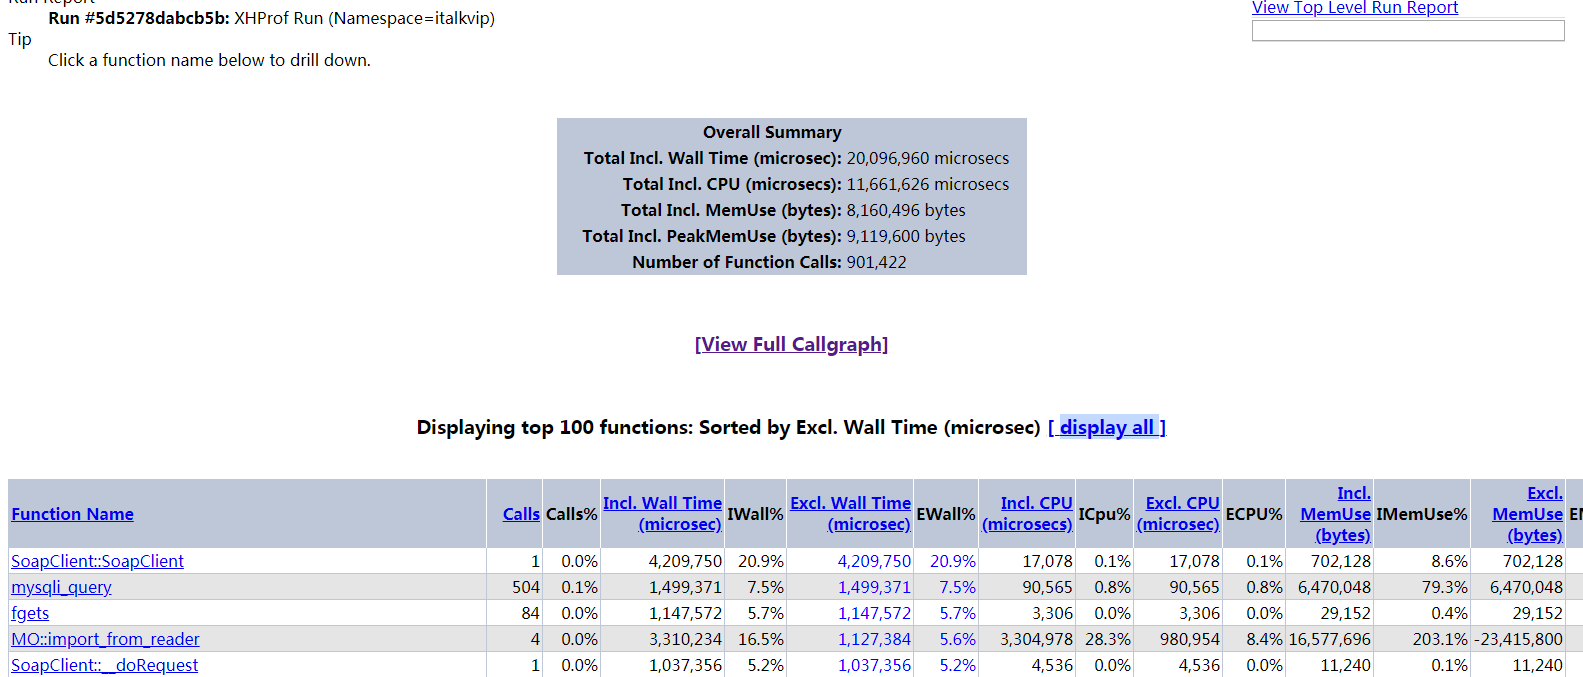 Run Report
View Top Level Run Report
Run #5d5278dabcb5b: XHProf Run (Namespace=italkvip)
Tip
Click a function name below to drill down.
Overall Summary
Total Incl. Wall Time (microsec): 20,096,960 microsecs
Total Incl. CPU (microsecs): 11,661,626 microsecs
Total Incl. MemUse (bytes): 8,160,496 bytes
Total Incl. PeakMemUse (bytes): 9,119,600 bytes
Number of Function Calls: 901,422
[View Full Callgraph]
Displaying top 100 functions: Sorted by Excl. Wall Time (microsec) [ display all ]
Function Name Calls Calls% Incl. Wall Time (microsec) IWall% Excl. Wall Time (microsec) EWall% Incl. CPU (microsecs) ICpu% Excl. CPU (microsec) ECPU% Incl. MemUse (bytes) IMemUse% Excl. MemUse (bytes)
SoapClient::SoapClient 1 0.0% 4,209,750 20.9% 4,209,750 20.9% 17,078 0.1% 17,078 0.1% 702,128 8.6% 702,128
mysqli_query 504 0.1% 1,499,371 7.5% 1,499,371 7.5% 90,565 0.8% 90,565 0.8% 6,470,048 79.3% 6,470,048
fgets 84 0.0% 1,147,572 5.7% 1,147,572 5.7% 3,306 0.0% 3,306 0.0% 29,152 0.4% 29,152
MO::import_from_reader 4 0.0% 3,310,234 16.5% 1,127,384 5.6% 3,304,978 28.3% 980,954 8.4% 16,577,696 203.1% -23,415,800
SoapClient::__doRequest 1 0.0% 1,037,356 5.2% 1,037,356 5.2% 4,536 0.0% 4,536 0.0% 11,240 0.1% 11,240